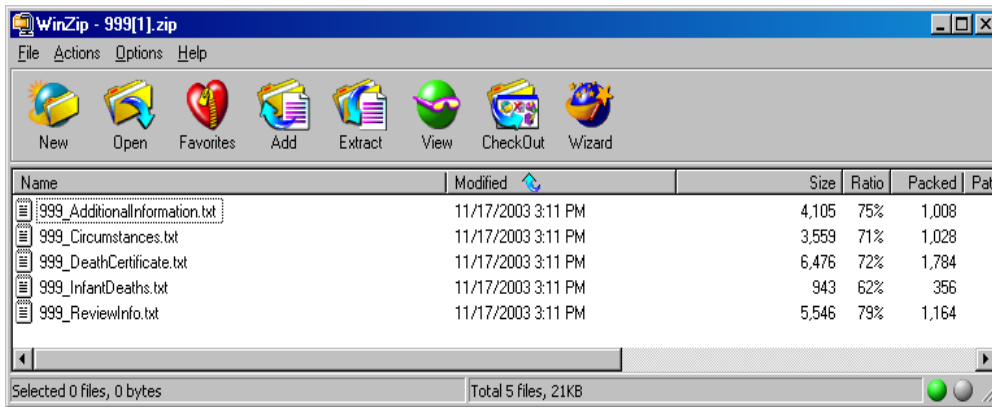 WinZip - 999[1].zip
File Actions Options Help
New Open Favorites Add Extract View CheckOut Wizard
Name Modified Size Ratio Packed Pat
999_AdditionalInformation.txt 11/17/2003 3:11 PM 4,105 75% 1,008
999_Circumstances.txt 11/17/2003 3:11 PM 3,559 71% 1,028
999_DeathCertificate.txt 11/17/2003 3:11 PM 6,476 72% 1,784
999_InfantDeaths.txt 11/17/2003 3:11 PM 943 62% 356
999_ReviewInfo.txt 11/17/2003 3:11 PM 5,546 79% 1,164
Selected 0 files, 0 bytes Total 5 files, 21KB